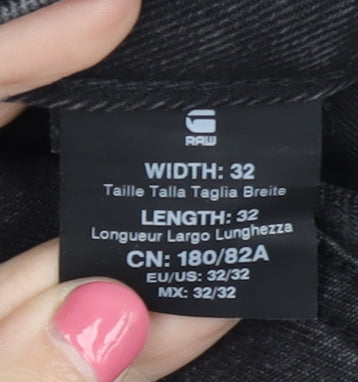 G
RAW
WIDTH: 32
Taille Talla Taglia Breite
LENGTH: 32
Longueur Largo Lunghezza
CN: 180/82A
EU/US: 32/32
MX: 32/32